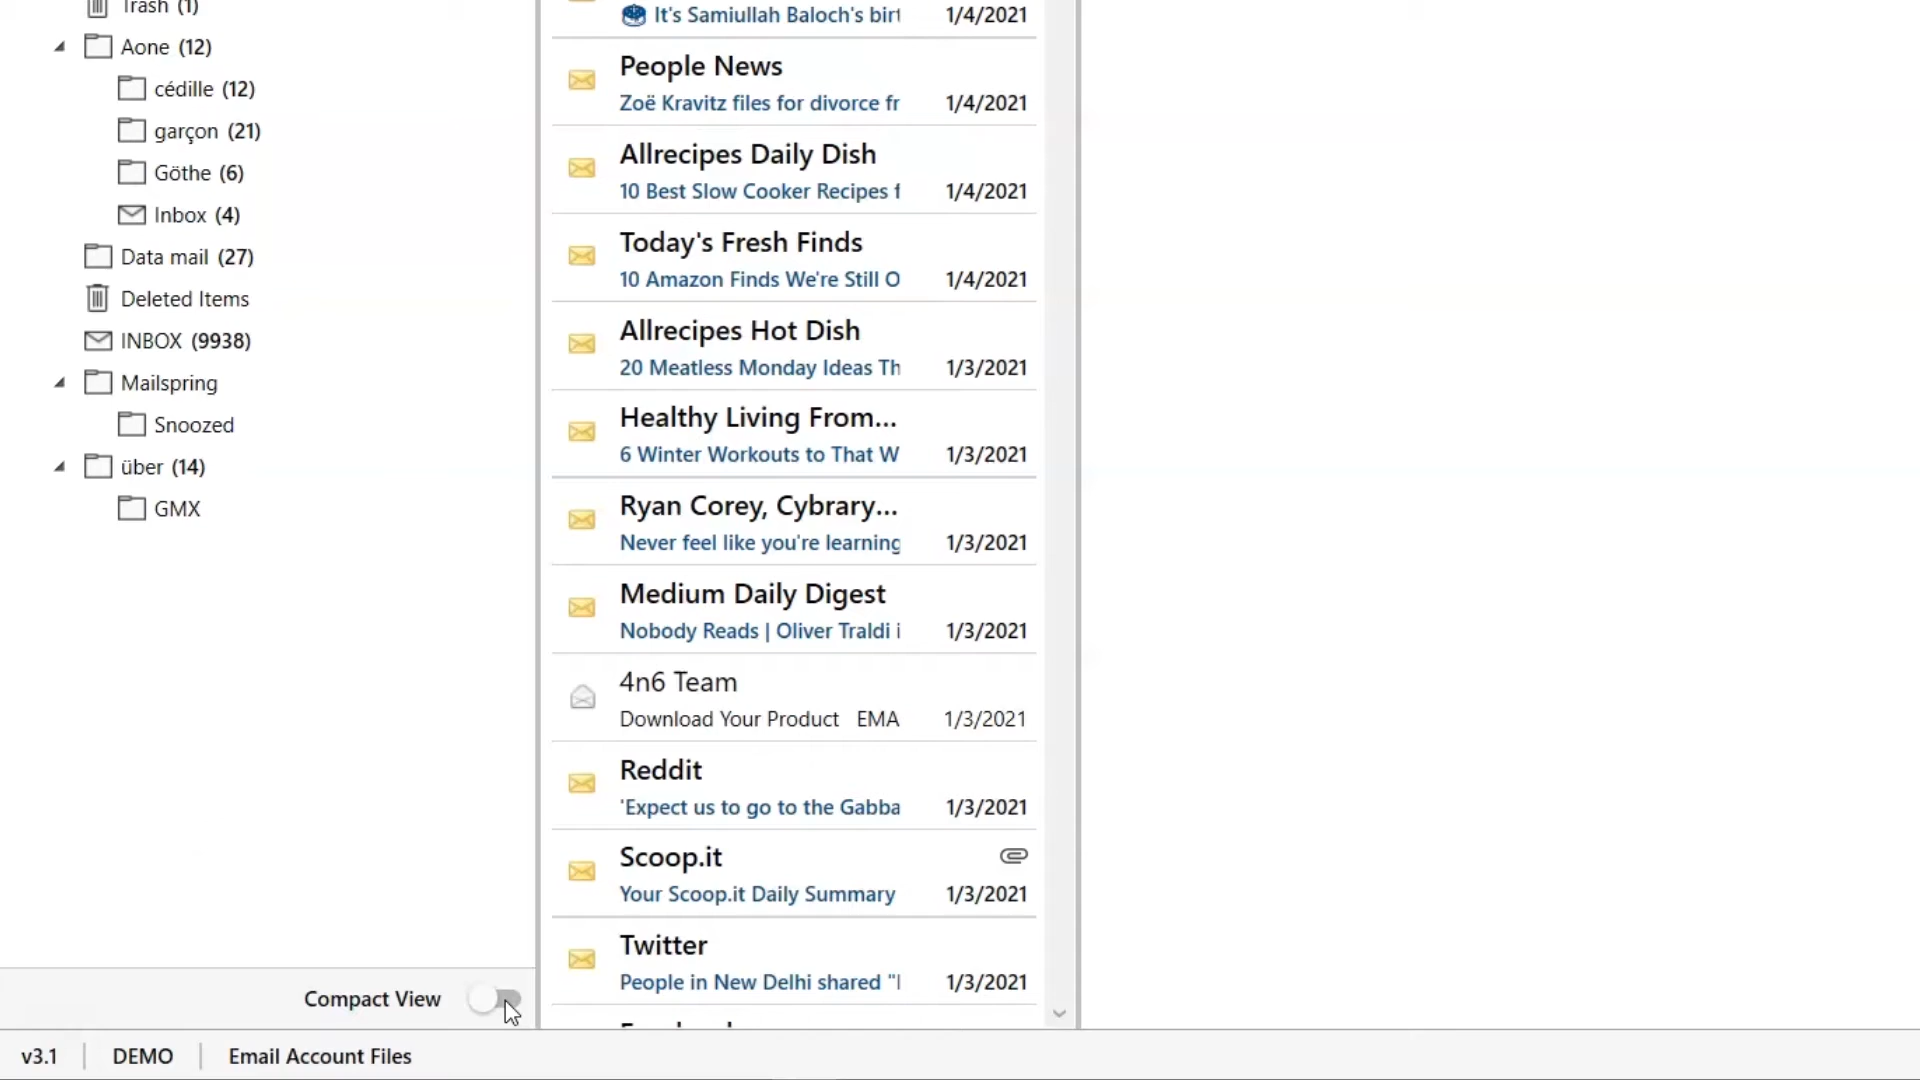 Trash (1)
Aone (12)
cédille (12)
garçon (21)
Göthe (6)
Inbox (4)
Data mail (27)
Deleted Items
INBOX (9938)
Mailspring
Snoozed
über (14)
GMX
Compact View
It's Samiullah Baloch's birt 1/4/2021
People News
Zoë Kravitz files for divorce fr 1/4/2021
Allrecipes Daily Dish
10 Best Slow Cooker Recipes f 1/4/2021
Today's Fresh Finds
10 Amazon Finds We're Still O 1/4/2021
Allrecipes Hot Dish
20 Meatless Monday Ideas Th 1/3/2021
Healthy Living From...
6 Winter Workouts to That W 1/3/2021
Ryan Corey, Cybrary...
Never feel like you're learning 1/3/2021
Medium Daily Digest
Nobody Reads | Oliver Traldi i 1/3/2021
4n6 Team
Download Your Product EMA 1/3/2021
Reddit
'Expect us to go to the Gabba 1/3/2021
Scoop.it
Your Scoop.it Daily Summary 1/3/2021
Twitter
People in New Delhi shared " 1/3/2021
v3.1 DEMO Email Account Files